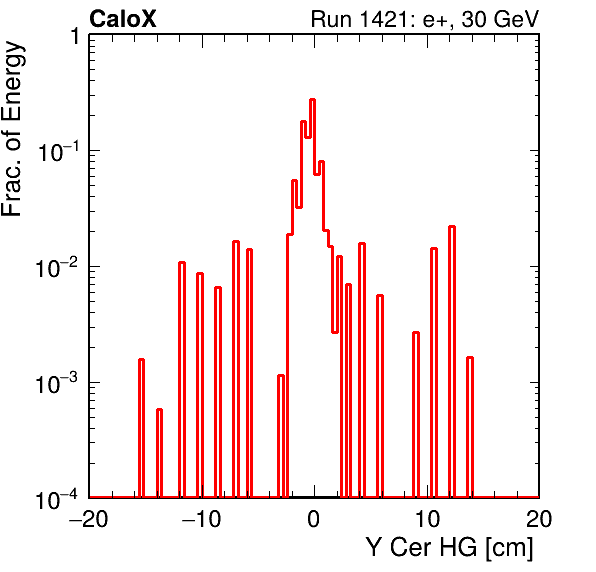 CaloX Run 1421: e+, 30 GeV
Frac. of Energy
1
10⁻¹
10⁻²
10⁻³
10⁻⁴
−20 −10 0 10 20
Y Cer HG [cm]